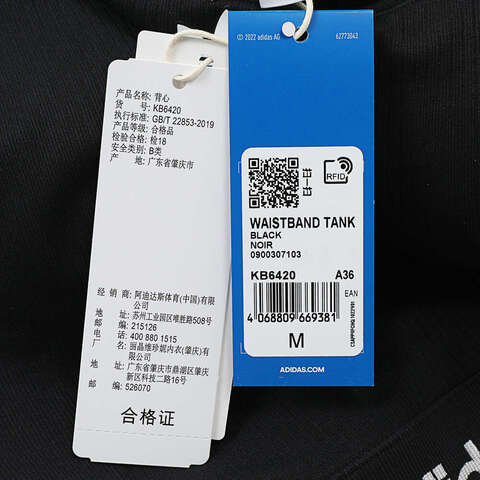 产品名称: 背心
货 号: KB6420
执行标准: GB/T 22853-2019
产品等级: 合格品
检验合格: 检18
安全类别: B类
产 地: 广东省肇庆市
经 销 商: 阿迪达斯体育(中国)有限
公司
地 址: 苏州工业园区唯胜路508号
邮 编: 215126
电 话: 400 880 1515
厂 名: 丽晶维珍妮内衣(肇庆)有
限公司
地 址: 广东省肇庆市鼎湖区肇庆
新区科技二路16号
邮 编: 526070
合格证
© 2022 adidas AG
62773043
RFID
WAISTBAND TANK
BLACK
NOIR
0900307103
KB6420 A36
EAN
4 068809 669381
M
ADIDAS.COM